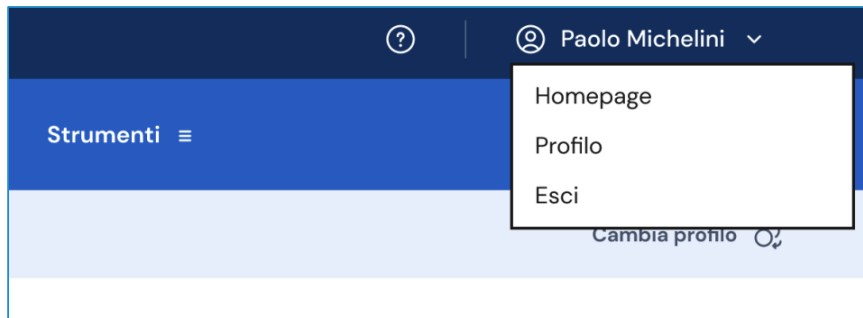 ?
Paolo Michelini
Homepage
Strumenti
Profilo
Esci
Cambia profilo